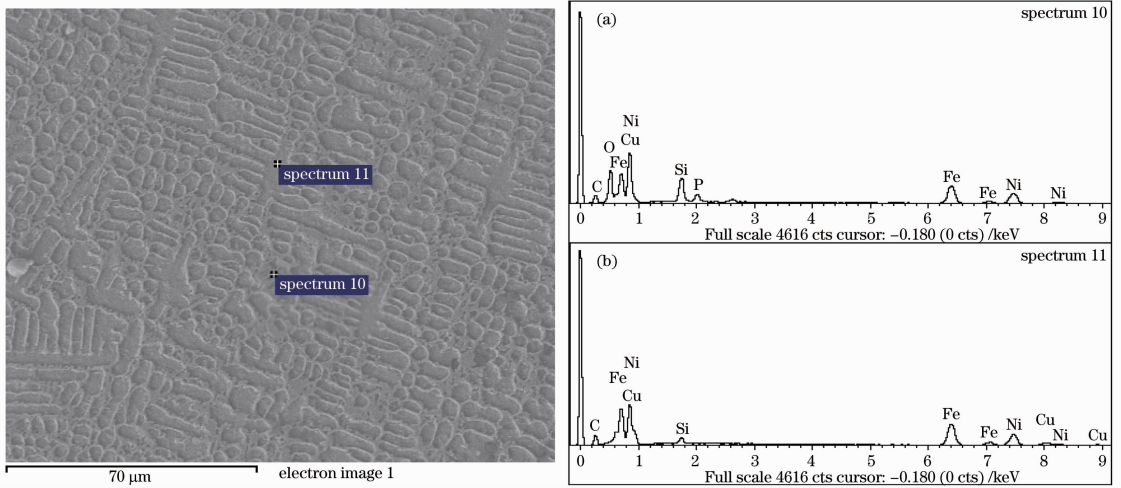 spectrum 11
spectrum 10
70 μm
electron image 1
(a)
spectrum 10
Ni
Cu
O
Fe
C
Si
P
Fe
Fe
Ni
Ni
0 1 2 3 4 5 6 7 8 9
Full scale 4616 cts cursor: −0.180 (0 cts) /keV
(b)
spectrum 11
Ni
Fe
Cu
C
Si
Fe
Fe
Ni
Cu
Ni
Cu
0 1 2 3 4 5 6 7 8 9
Full scale 4616 cts cursor: −0.180 (0 cts) /keV